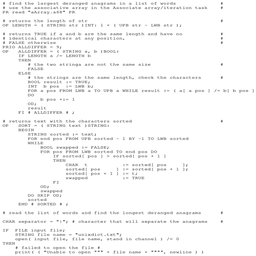 # find the largest deranged anagrams in a list of words #
# use the associative array in the Associate array/iteration task #
PR read "aArray.a68" PR
# returns the length of str #
OP LENGTH = ( STRING str )INT: 1 + ( UPB str - LWB str );
# returns TRUE if a and b are the same length and have no #
# identical characters at any position, #
# FALSE otherwise #
PRIO ALLDIFFER = 9;
OP ALLDIFFER = ( STRING a, b )BOOL:
IF LENGTH a /= LENGTH b
THEN
# the two strings are not the same size #
FALSE
ELSE
# the strings are the same length, check the characters #
BOOL result := TRUE;
INT b pos := LWB b;
FOR a pos FROM LWB a TO UPB a WHILE result := ( a[ a pos ] /= b[ b pos ] )
DO
b pos +:= 1
OD;
result
FI # ALLDIFFER # ;
# returns text with the characters sorted #
OP SORT = ( STRING text )STRING:
BEGIN
STRING sorted := text;
FOR end pos FROM UPB sorted - 1 BY -1 TO LWB sorted
WHILE
BOOL swapped := FALSE;
FOR pos FROM LWB sorted TO end pos DO
IF sorted[ pos ] > sorted[ pos + 1 ]
THEN
CHAR t := sorted[ pos ];
sorted[ pos ] := sorted[ pos + 1 ];
sorted[ pos + 1 ] := t;
swapped := TRUE
FI
OD;
swapped
DO SKIP OD;
sorted
END # SORTED # ;
# read the list of words and find the longest deranged anagrams #
CHAR separator = "|"; # character that will separate the anagrams #
IF FILE input file;
STRING file name = "unixdict.txt";
open( input file, file name, stand in channel ) /= 0
THEN
# failed to open the file #
print( ( "Unable to open """ + file name + """", newline ) )